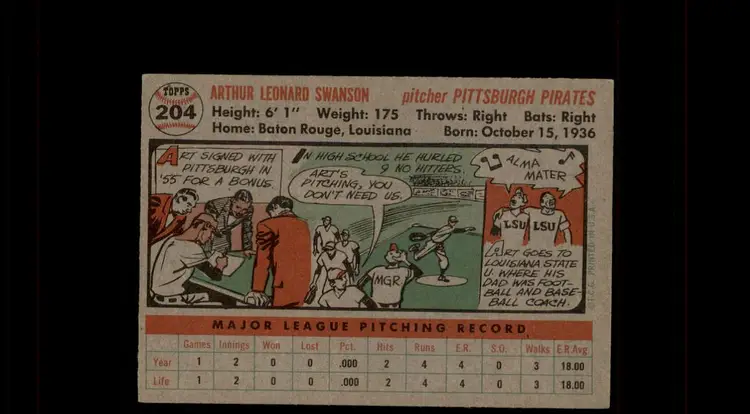 TOPPS
204
ARTHUR LEONARD SWANSON pitcher PITTSBURGH PIRATES
Height: 6' 1" Weight: 175 Throws: Right Bats: Right
Home: Baton Rouge, Louisiana Born: October 15, 1936
ART SIGNED WITH
PITTSBURGH IN
'55 FOR A BONUS.
IN HIGH SCHOOL HE HURLED
9 NO HITTERS.
ART'S
PITCHING, YOU
DON'T NEED US.
MGR
ALMA
MATER
LSU LSU
ART GOES TO
LOUISIANA STATE
U. WHERE HIS
DAD WAS FOOT-
BALL AND BASE-
BALL COACH.
© T.C.G. PRINTED IN U.S.A.
MAJOR LEAGUE PITCHING RECORD
Games Innings Won Lost Pct. Hits Runs E.R. S.O. Walks E.R Avg
Year 1 2 0 0 .000 2 4 4 0 3 18.00
Life 1 2 0 0 .000 2 4 4 0 3 18.00